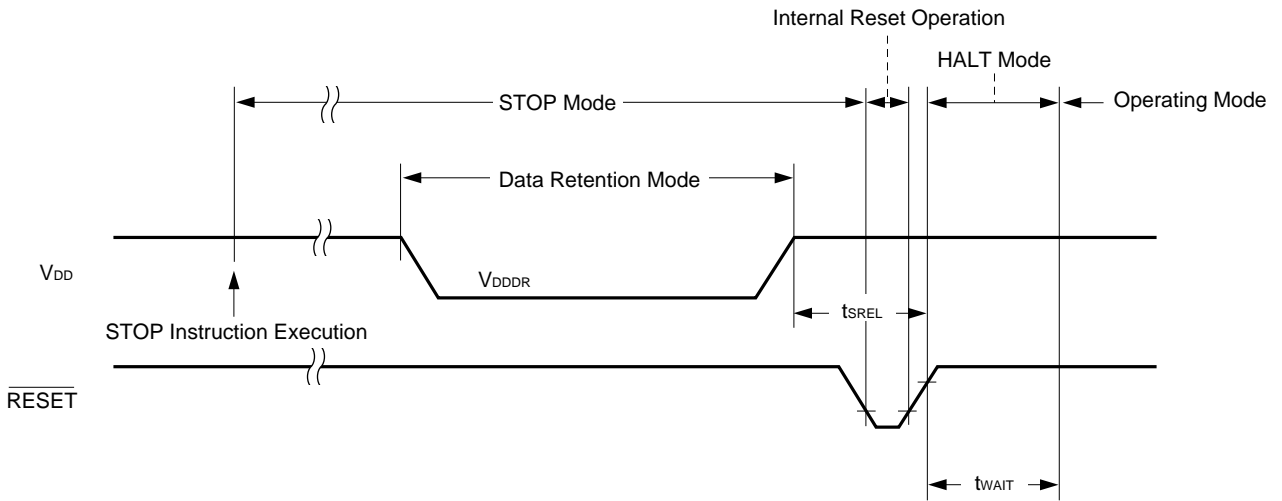 Internal Reset Operation
HALT Mode
STOP Mode
Operating Mode
Data Retention Mode
VDD
VDDDR
tSREL
STOP Instruction Execution
RESET
tWAIT